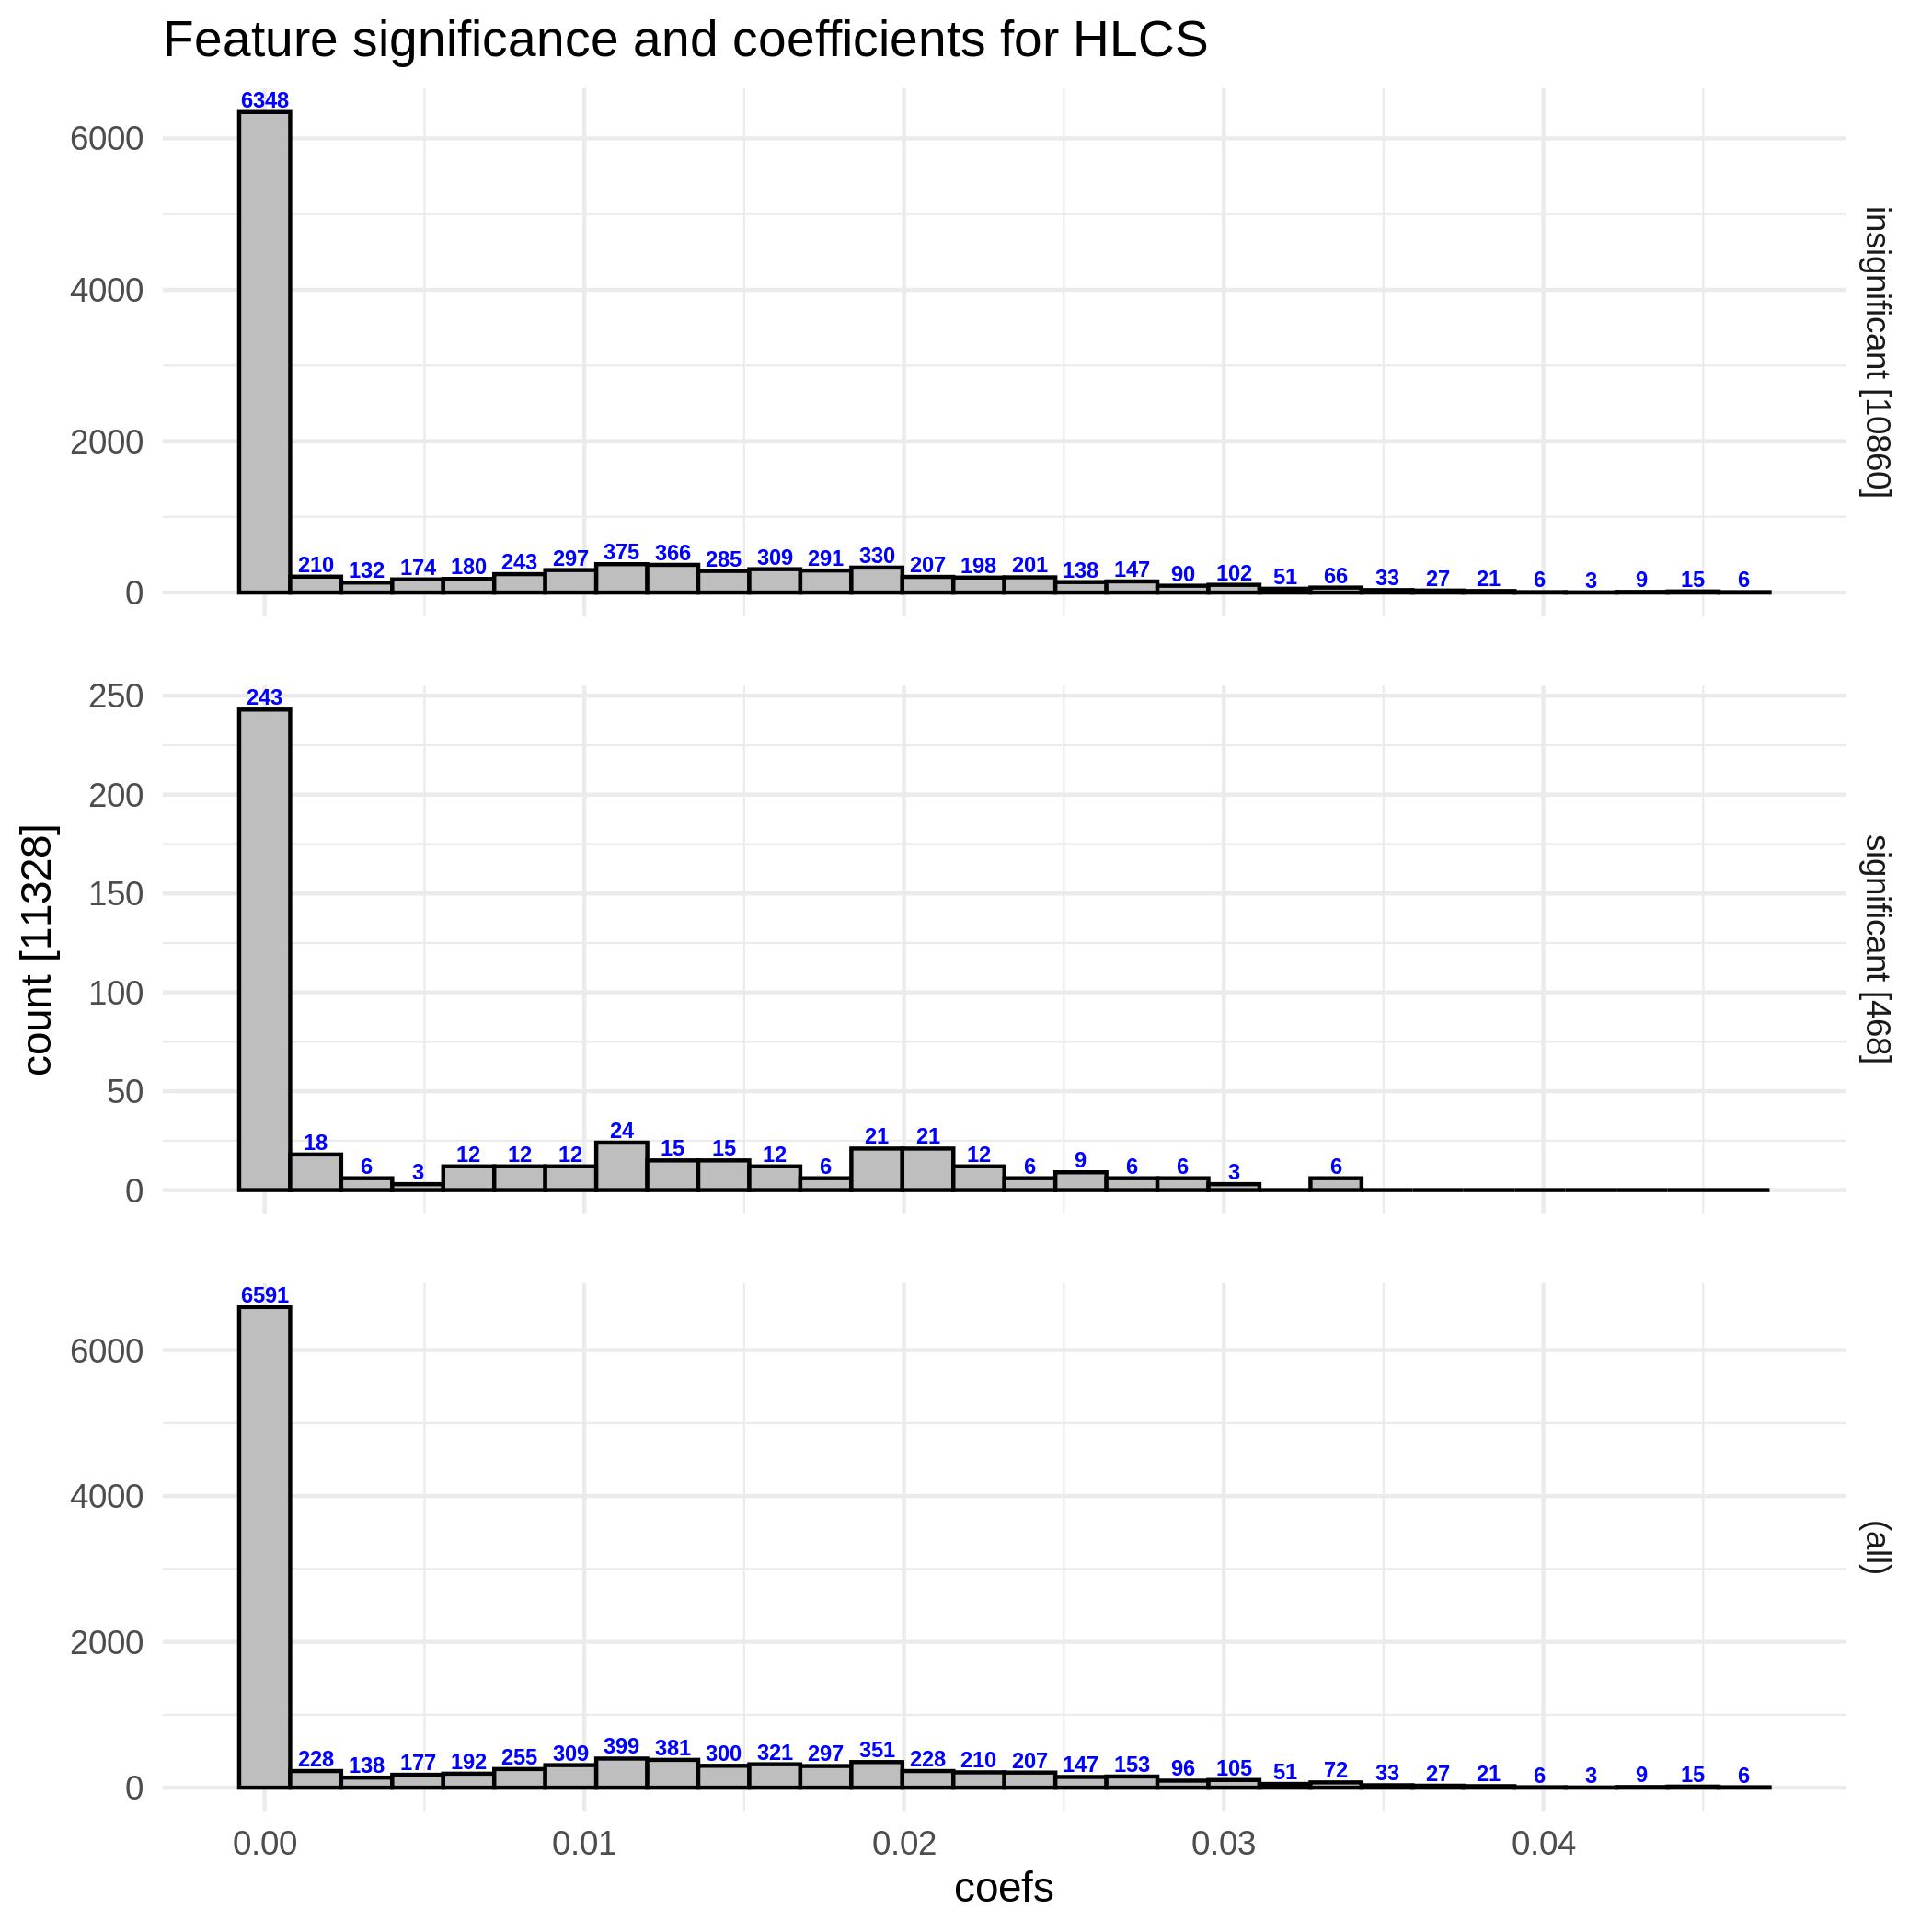 Feature significance and coefficients for HLCS
6348
6000
4000
2000
0
210 132 174 180 243 297 375 366 285 309 291 330 207 198 201 138 147 90 102 51 66 33 27 21 6 3 9 15 6
insignificant [10860]
count [11328]
243
250
200
150
100
50
0
18 6 3 12 12 12 24 15 15 12 6 21 21 12 6 9 6 6 3 6
significant [468]
6591
6000
4000
2000
0
228 138 177 192 255 309 399 381 300 321 297 351 228 210 207 147 153 96 105 51 72 33 27 21 6 3 9 15 6
(all)
0.00 0.01 0.02 0.03 0.04
coefs